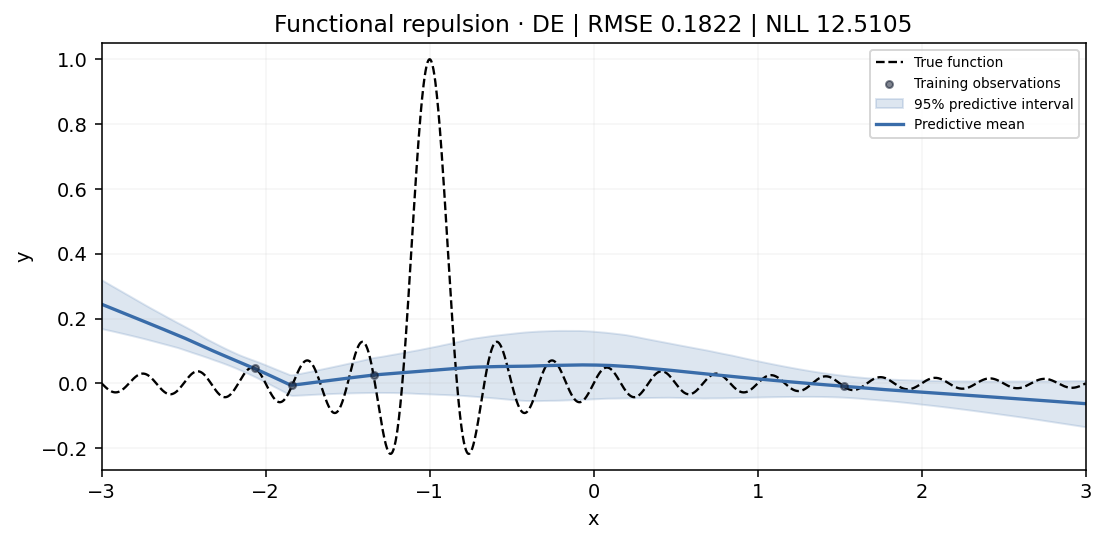 Functional repulsion · DE | RMSE 0.1822 | NLL 12.5105
True function
Training observations
95% predictive interval
Predictive mean
y
1.0
0.8
0.6
0.4
0.2
0.0
−0.2
−3
−2
−1
0
1
2
3
x